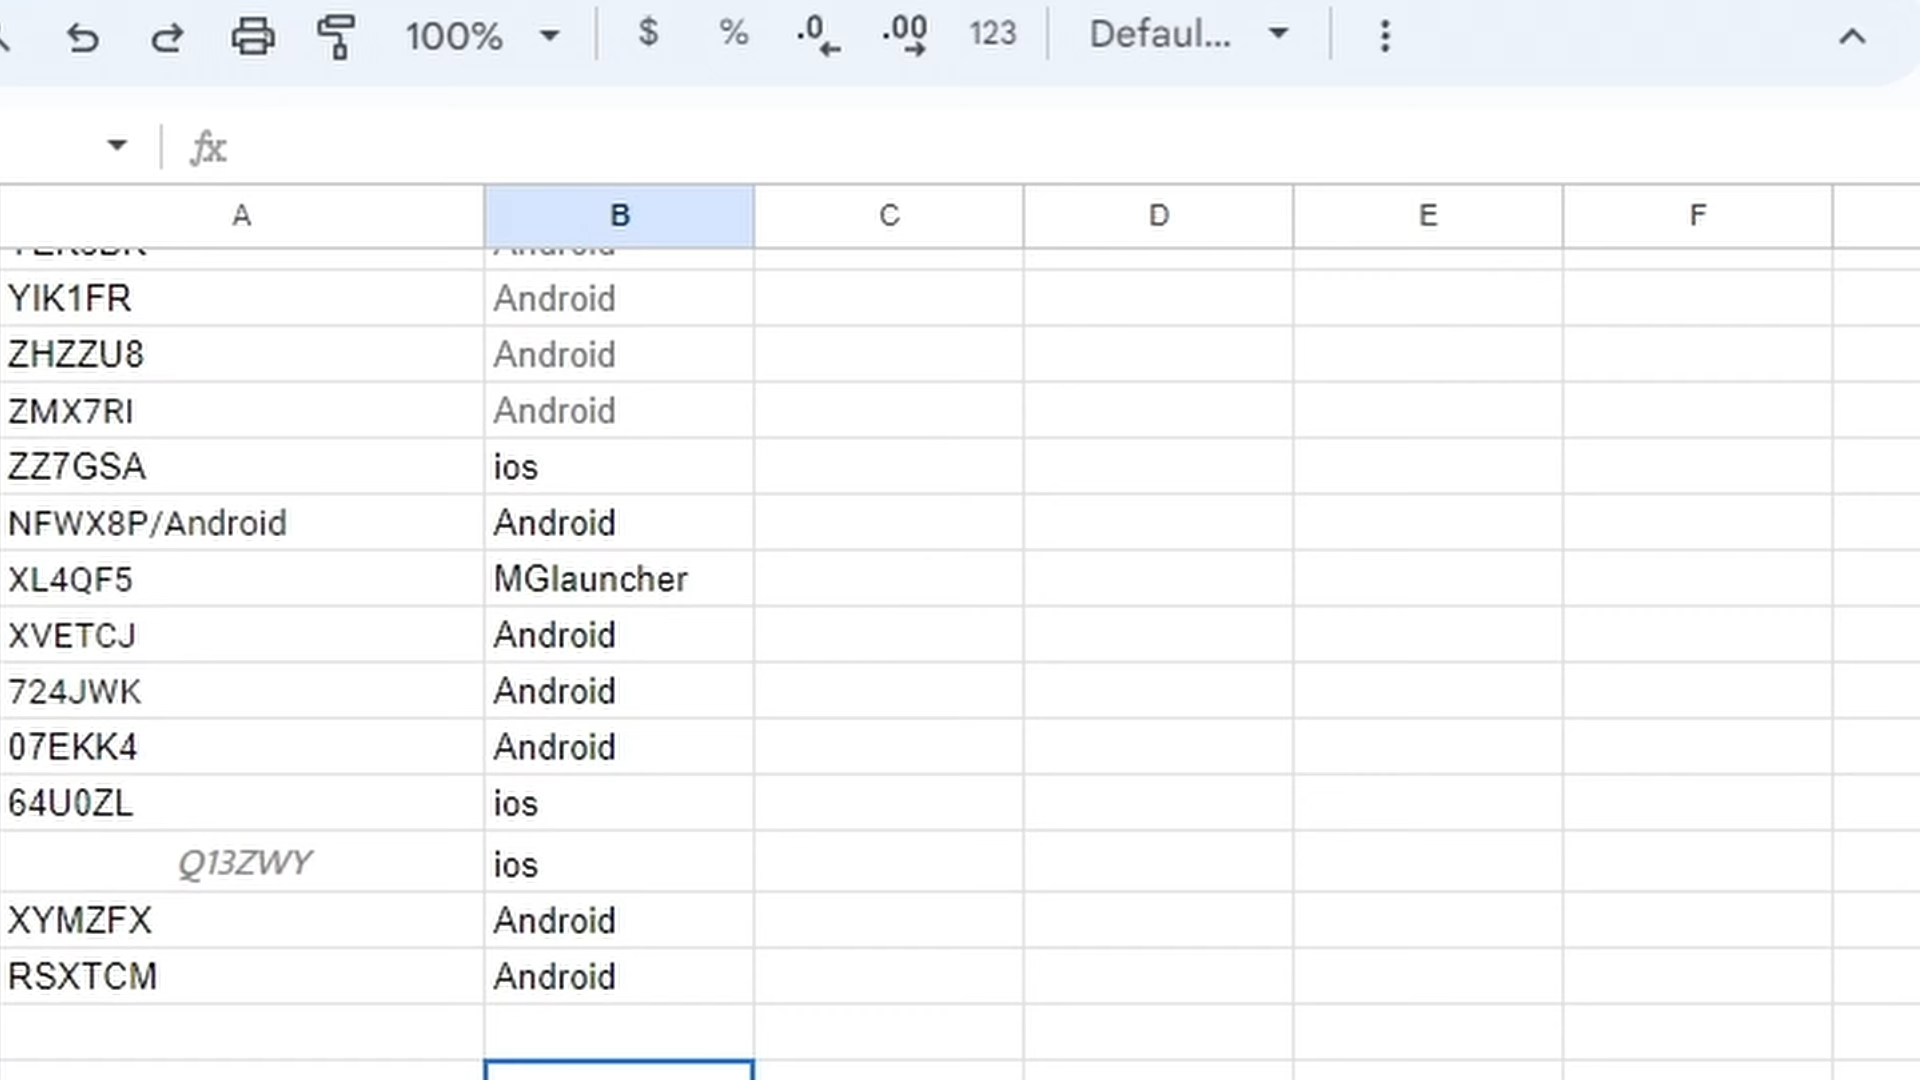 100% $ % .0 .00 123 Defaul...
fx
A B C D E F
Android
YIK1FR Android
ZHZZU8 Android
ZMX7RI Android
ZZ7GSA ios
NFWX8P/Android Android
XL4QF5 MGlauncher
XVETCJ Android
724JWK Android
07EKK4 Android
64U0ZL ios
Q13ZWY ios
XYMZFX Android
RSXTCM Android